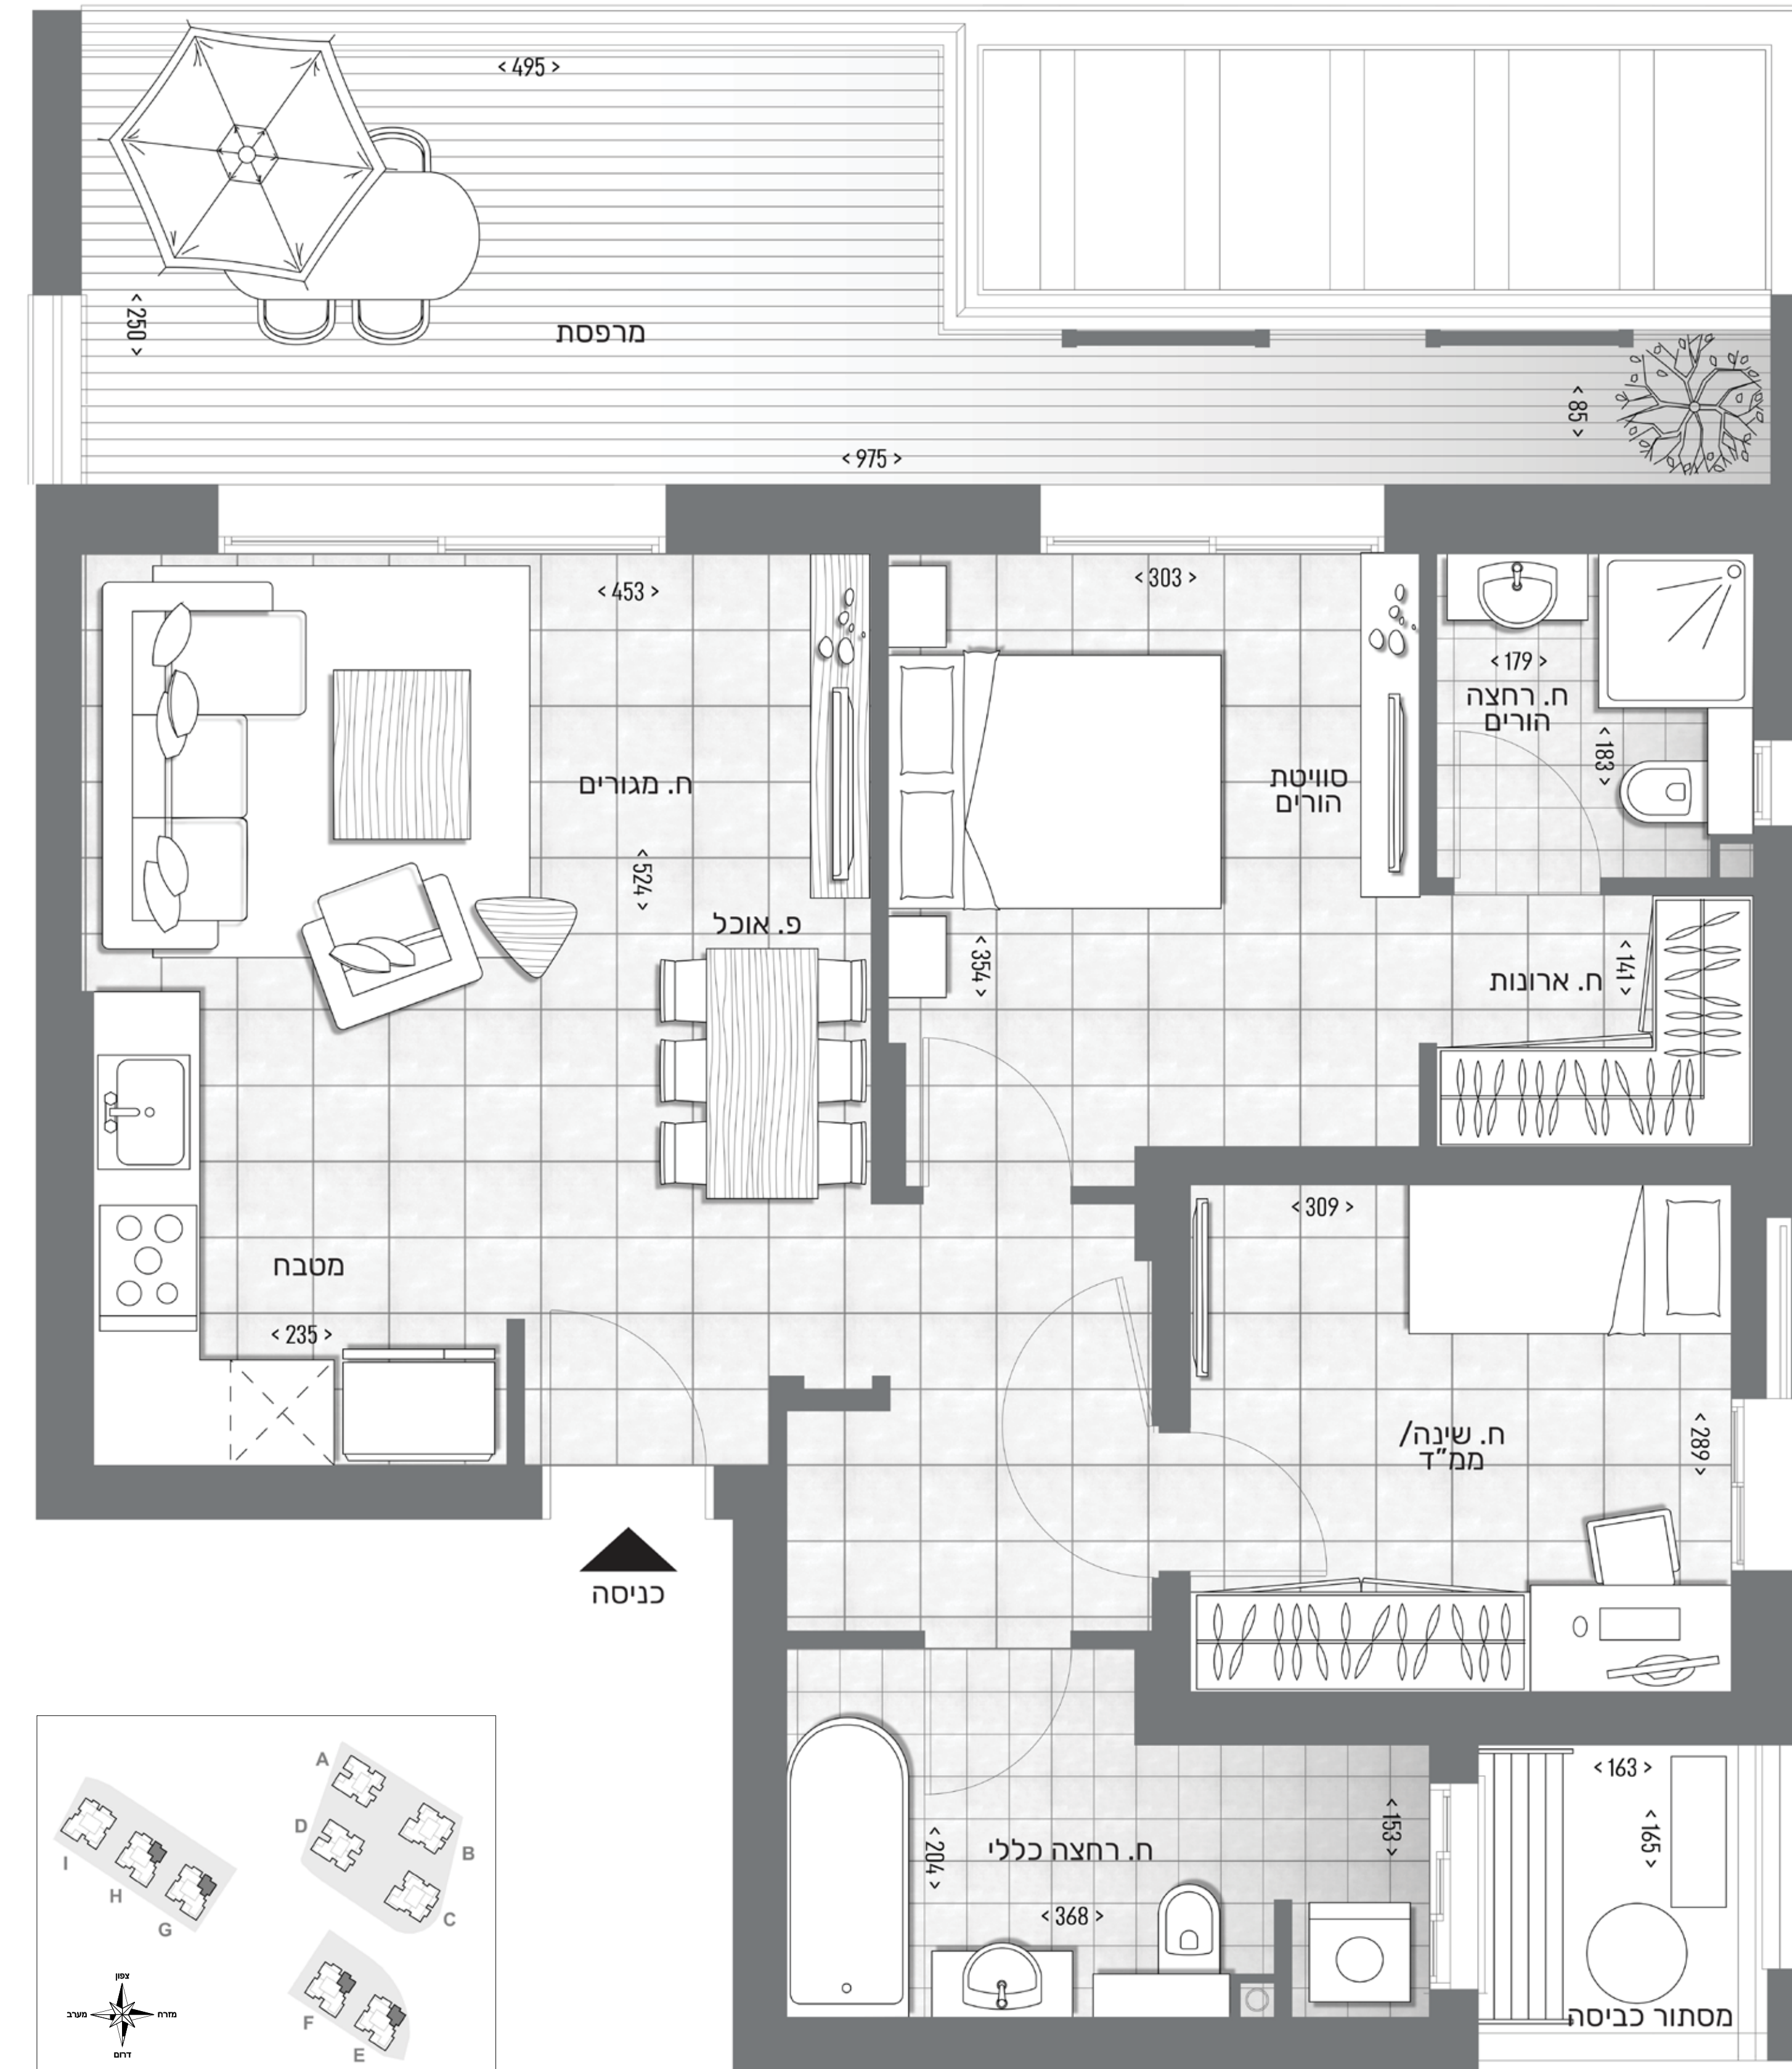 < 495 >
< 250 >
מרפסת
< 85 >
< 975 >
< 453 >
< 303 >
< 179 >
ח. רחצה
הורים
< 183 >
ח. מגורים
סוויטת
הורים
< 524 >
פ. אוכל
< 354 >
< 141 >
ח. ארונות
< 309 >
מטבח
< 235 >
ח. שינה/
ממ"ד
< 289 >
כניסה
< 163 >
< 165 >
< 153 >
< 204 >
ח. רחצה כללי
< 368 >
מסתור כביסה
A
D
B
C
I
H
G
F
E
צפון
מזרח
מערב
דרום